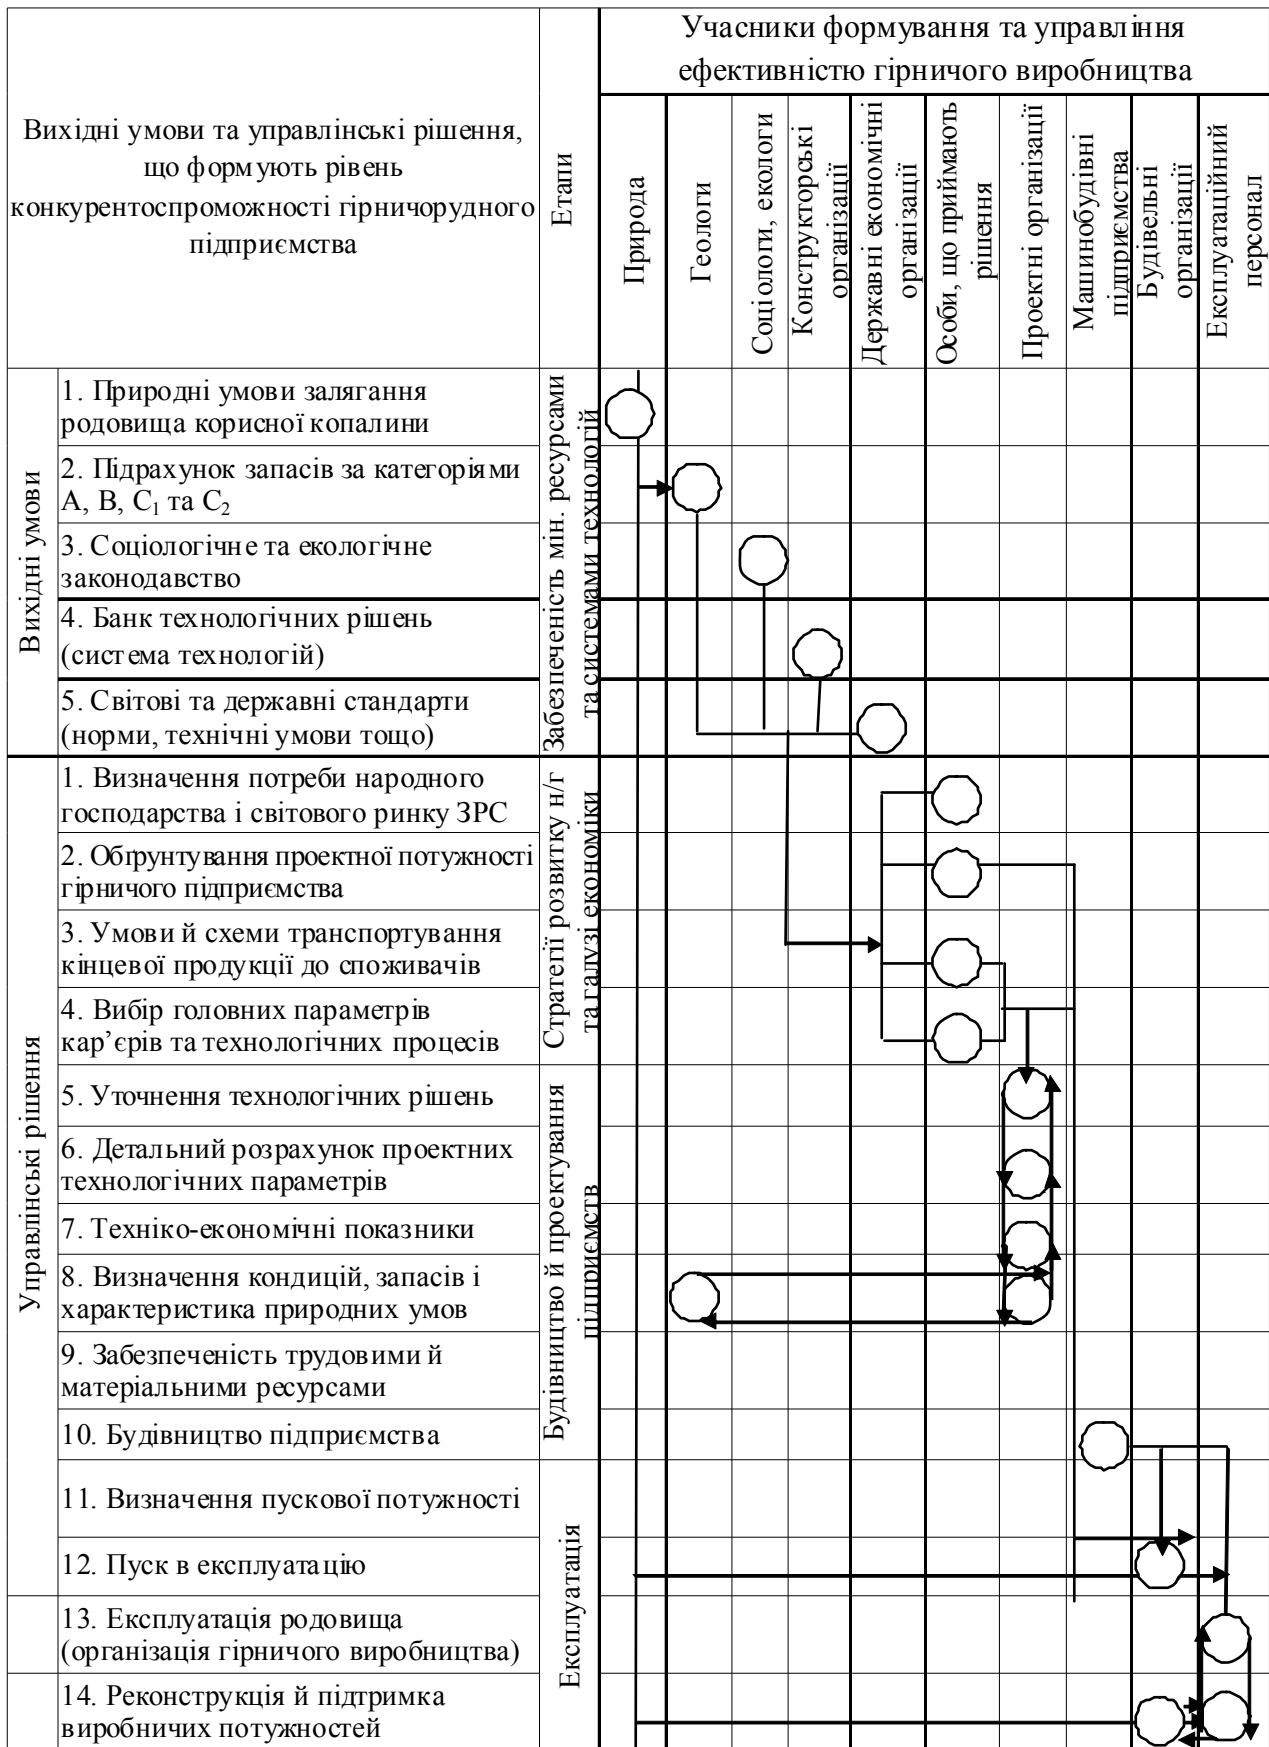 Учасники формування та управління
ефективністю гірничого виробництва
Вихідні умови та управлінські рішення,
що формують рівень
конкурентоспроможності гірничорудного
підприємства
Етапи
Природа
Геологи
Соціологи, екологи
Конструкторські
організації
Державні економічні
організації
Особи, що приймають
рішення
Проектні організації
Машинобудівні
підприємства
Будівельні
організації
Експлуатаційний
персонал
Вихідні умови
1. Природні умови залягання
родовища корисної копалини
2. Підрахунок запасів за категоріями
А, В, С₁ та С₂
3. Соціологічне та екологічне
законодавство
4. Банк технологічних рішень
(система технологій)
5. Світові та державні стандарти
(норми, технічні умови тощо)
Забезпеченість мін. ресурсами
та системами технологій
Управлінські рішення
1. Визначення потреби народного
господарства і світового ринку ЗРС
2. Обґрунтування проектної потужності
гірничого підприємства
3. Умови й схеми транспортування
кінцевої продукції до споживачів
4. Вибір головних параметрів
кар’єрів та технологічних процесів
Стратегії розвитку н/г
та галузі економіки
5. Уточнення технологічних рішень
6. Детальний розрахунок проектних
технологічних параметрів
7. Техніко-економічні показники
8. Визначення кондицій, запасів і
характеристика природних умов
9. Забезпеченість трудовими й
матеріальними ресурсами
10. Будівництво підприємства
Будівництво й проектування
підприємств
11. Визначення пускової потужності
12. Пуск в експлуатацію
13. Експлуатація родовища
(організація гірничого виробництва)
14. Реконструкція й підтримка
виробничих потужностей
Експлуатація